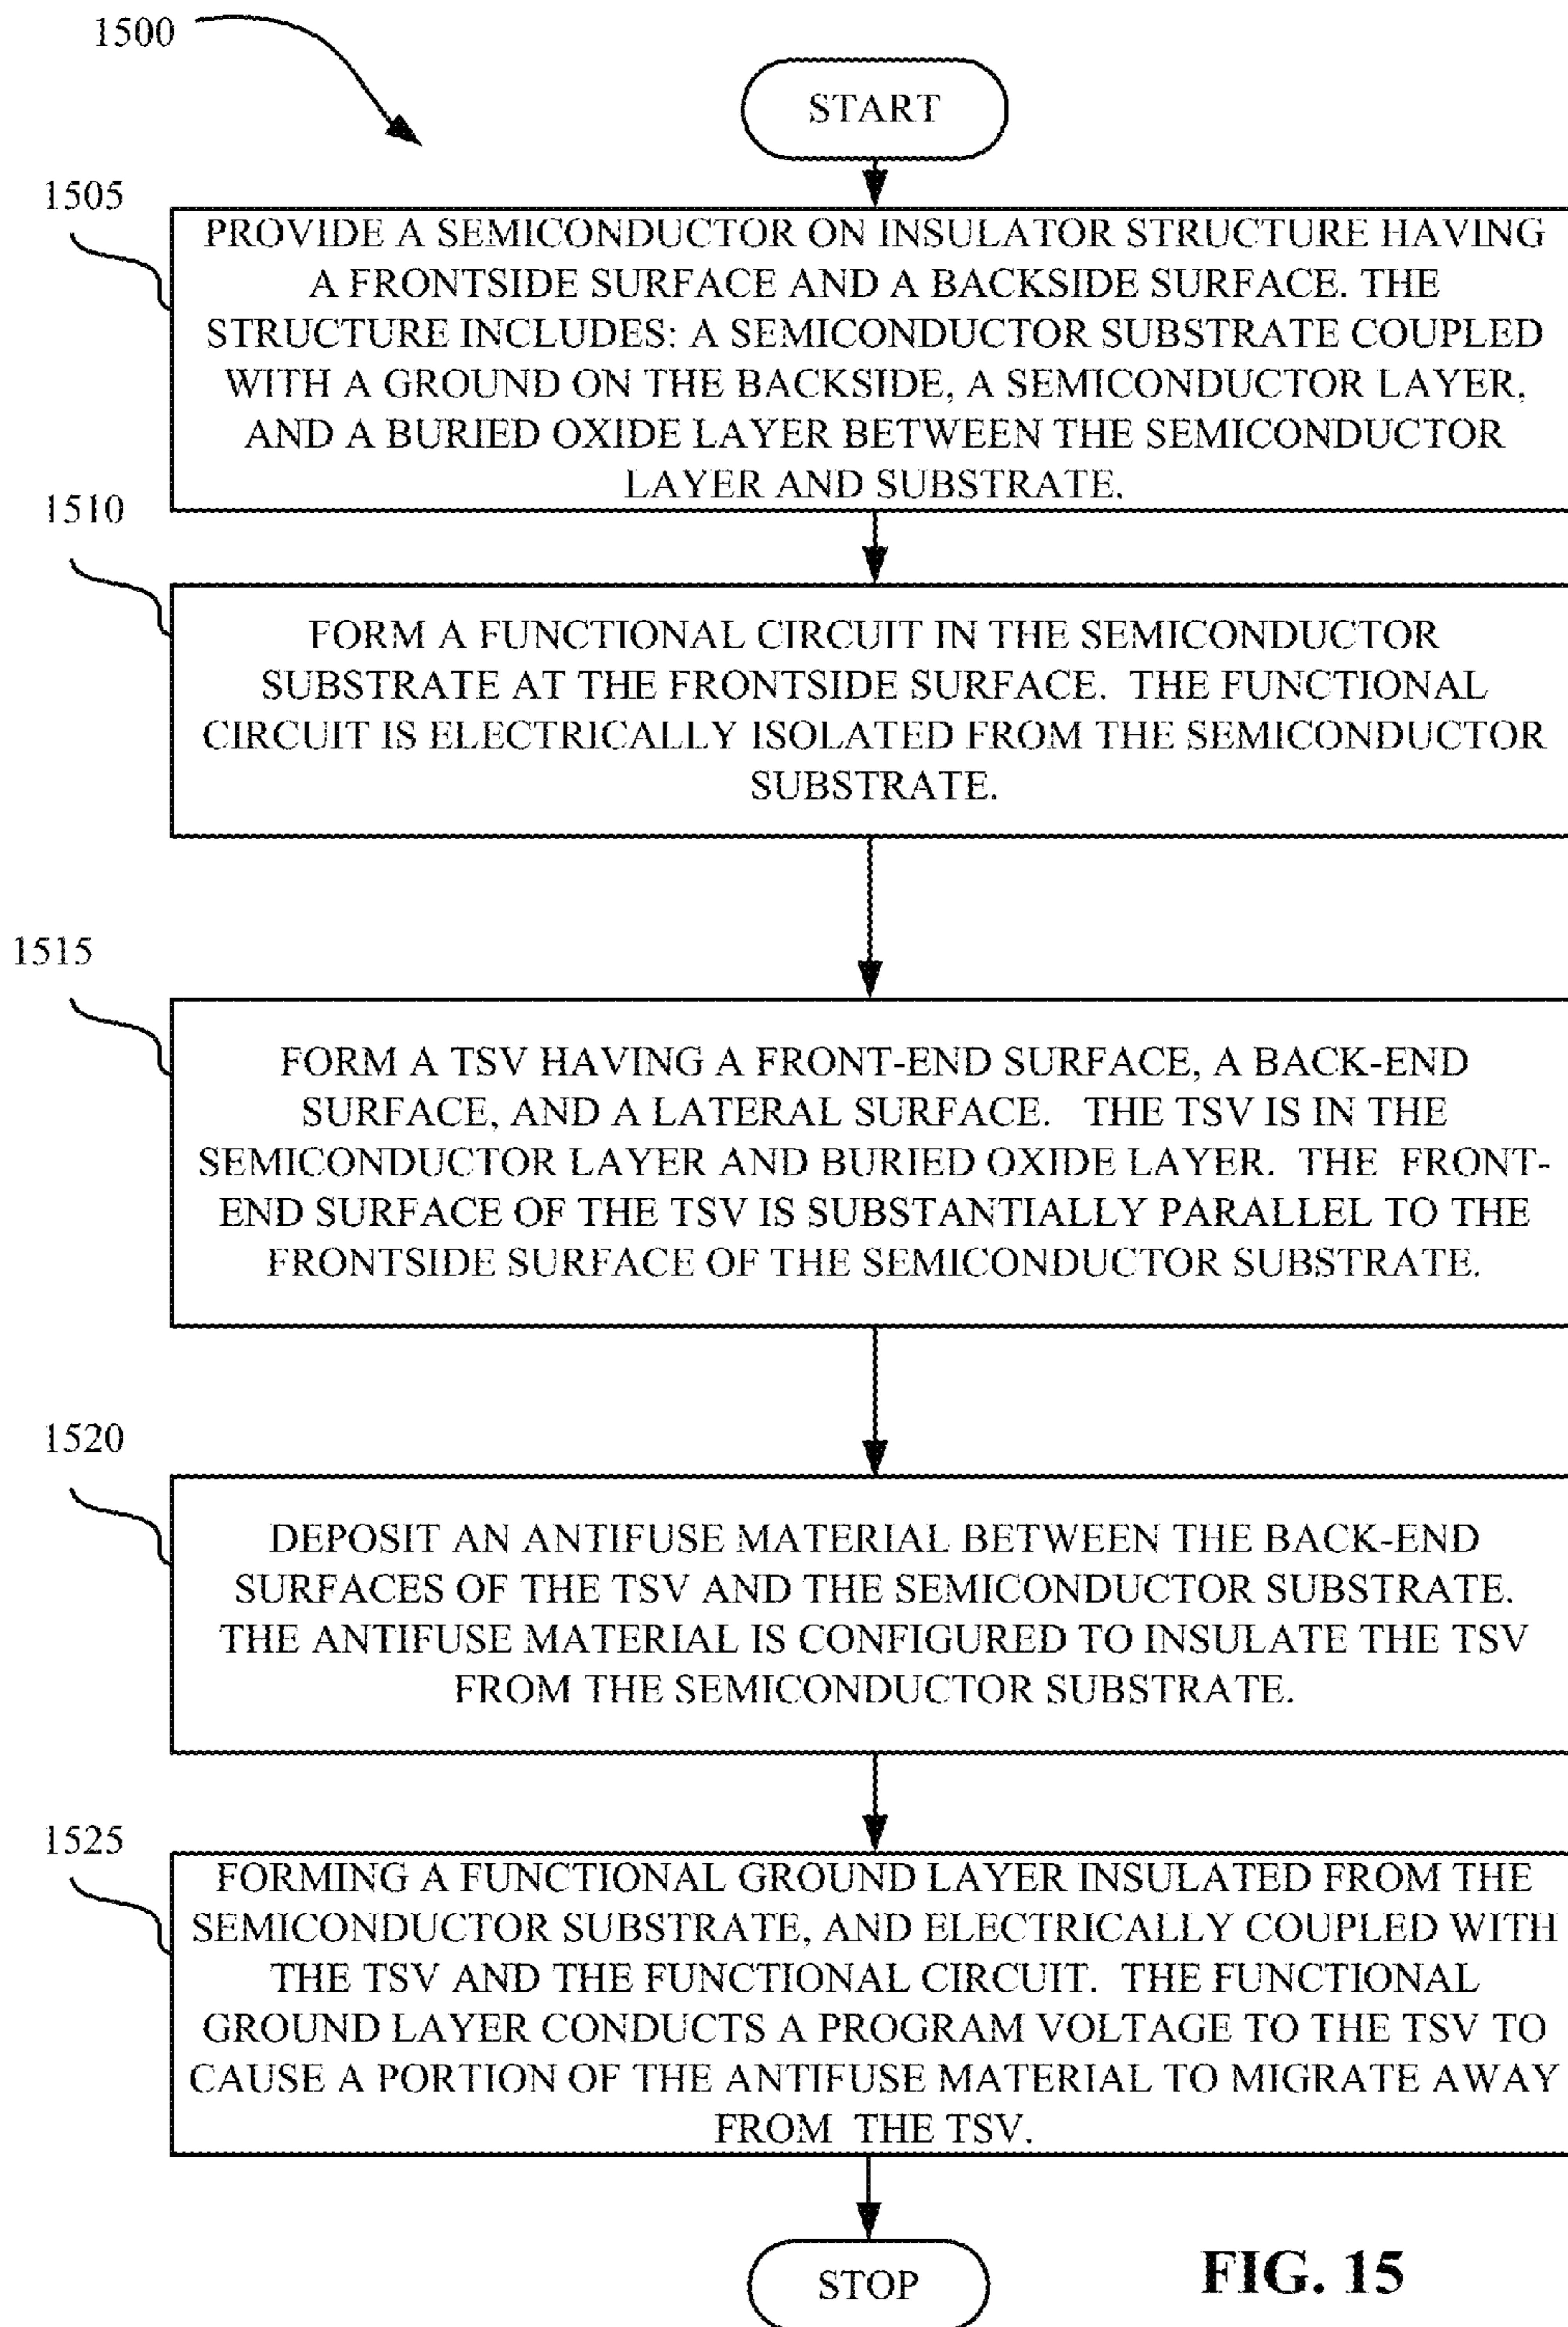 1500
START
1505
PROVIDE A SEMICONDUCTOR ON INSULATOR STRUCTURE HAVING
A FRONTSIDE SURFACE AND A BACKSIDE SURFACE. THE
STRUCTURE INCLUDES: A SEMICONDUCTOR SUBSTRATE COUPLED
WITH A GROUND ON THE BACKSIDE, A SEMICONDUCTOR LAYER,
AND A BURIED OXIDE LAYER BETWEEN THE SEMICONDUCTOR
LAYER AND SUBSTRATE.
1510
FORM A FUNCTIONAL CIRCUIT IN THE SEMICONDUCTOR
SUBSTRATE AT THE FRONTSIDE SURFACE. THE FUNCTIONAL
CIRCUIT IS ELECTRICALLY ISOLATED FROM THE SEMICONDUCTOR
SUBSTRATE.
1515
FORM A TSV HAVING A FRONT-END SURFACE, A BACK-END
SURFACE, AND A LATERAL SURFACE. THE TSV IS IN THE
SEMICONDUCTOR LAYER AND BURIED OXIDE LAYER. THE FRONT-
END SURFACE OF THE TSV IS SUBSTANTIALLY PARALLEL TO THE
FRONTSIDE SURFACE OF THE SEMICONDUCTOR SUBSTRATE.
1520
DEPOSIT AN ANTIFUSE MATERIAL BETWEEN THE BACK-END
SURFACES OF THE TSV AND THE SEMICONDUCTOR SUBSTRATE.
THE ANTIFUSE MATERIAL IS CONFIGURED TO INSULATE THE TSV
FROM THE SEMICONDUCTOR SUBSTRATE.
1525
FORMING A FUNCTIONAL GROUND LAYER INSULATED FROM THE
SEMICONDUCTOR SUBSTRATE, AND ELECTRICALLY COUPLED WITH
THE TSV AND THE FUNCTIONAL CIRCUIT. THE FUNCTIONAL
GROUND LAYER CONDUCTS A PROGRAM VOLTAGE TO THE TSV TO
CAUSE A PORTION OF THE ANTIFUSE MATERIAL TO MIGRATE AWAY
FROM THE TSV.
STOP
FIG. 15